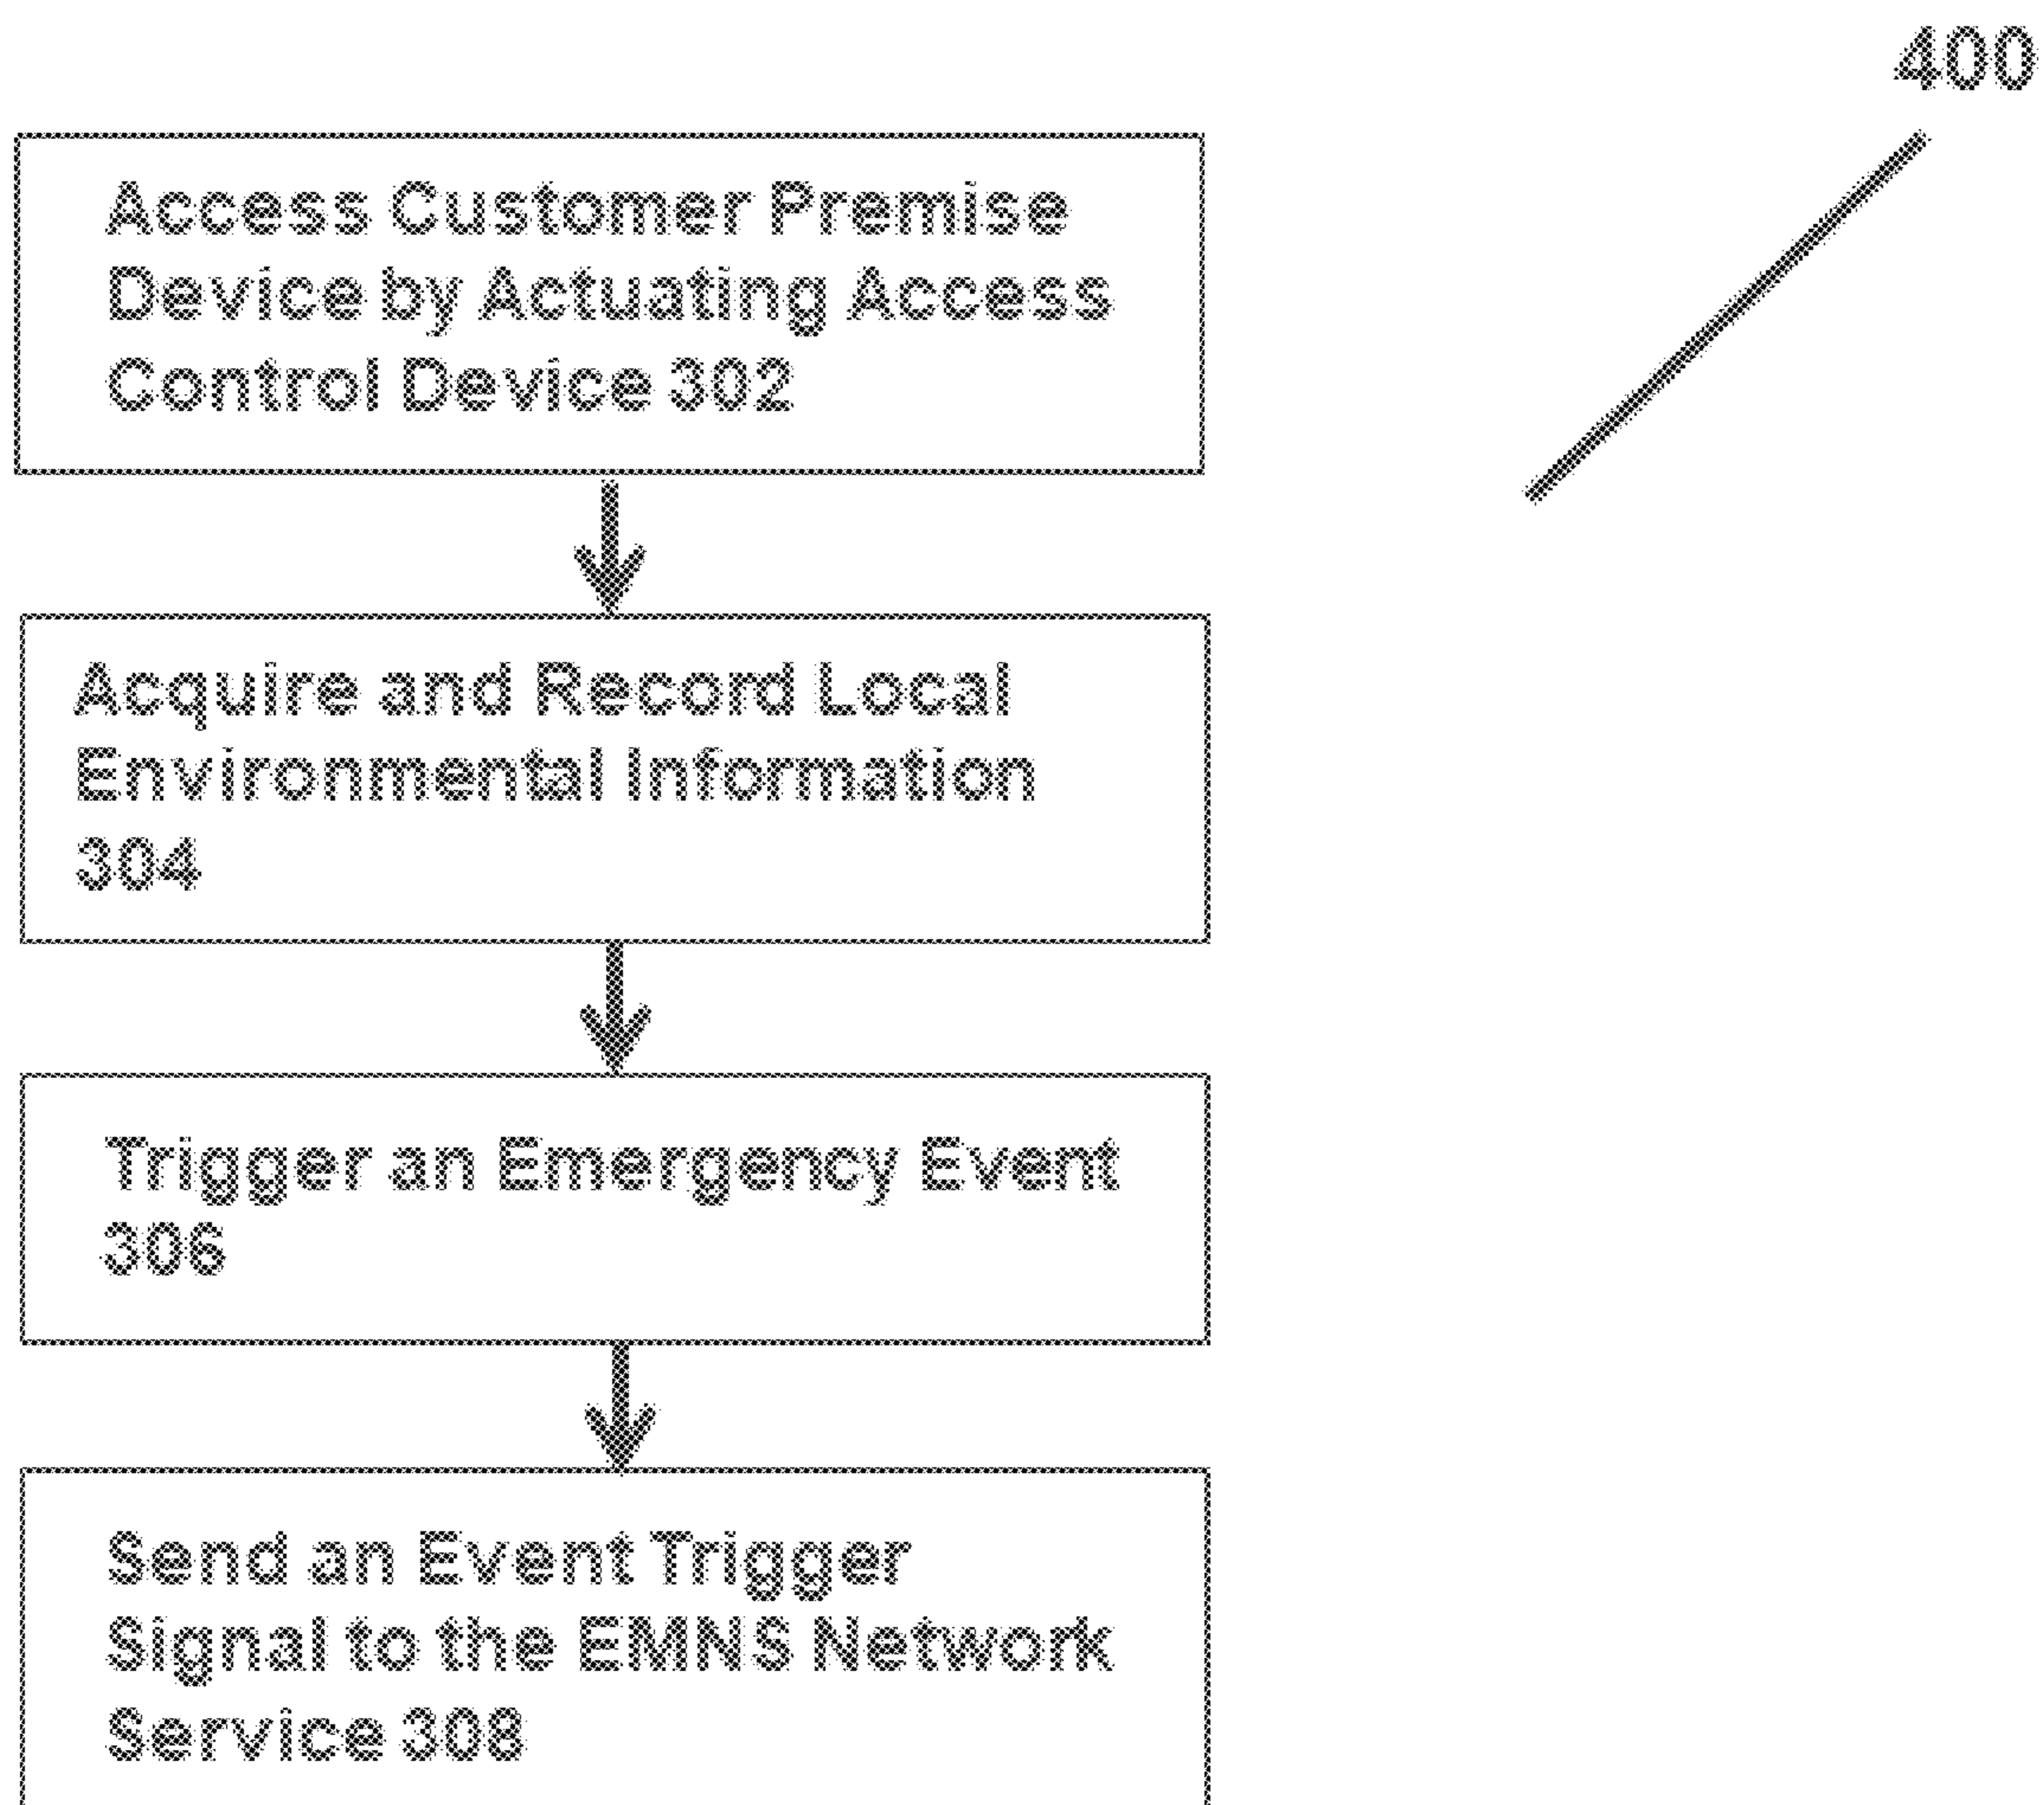 400
Access Customer Premise
Device by Actuating Access
Control Device 302
Acquire and Record Local
Environmental Information
304
Trigger an Emergency Event
306
Send an Event Trigger
Signal to the EMNS Network
Service 308